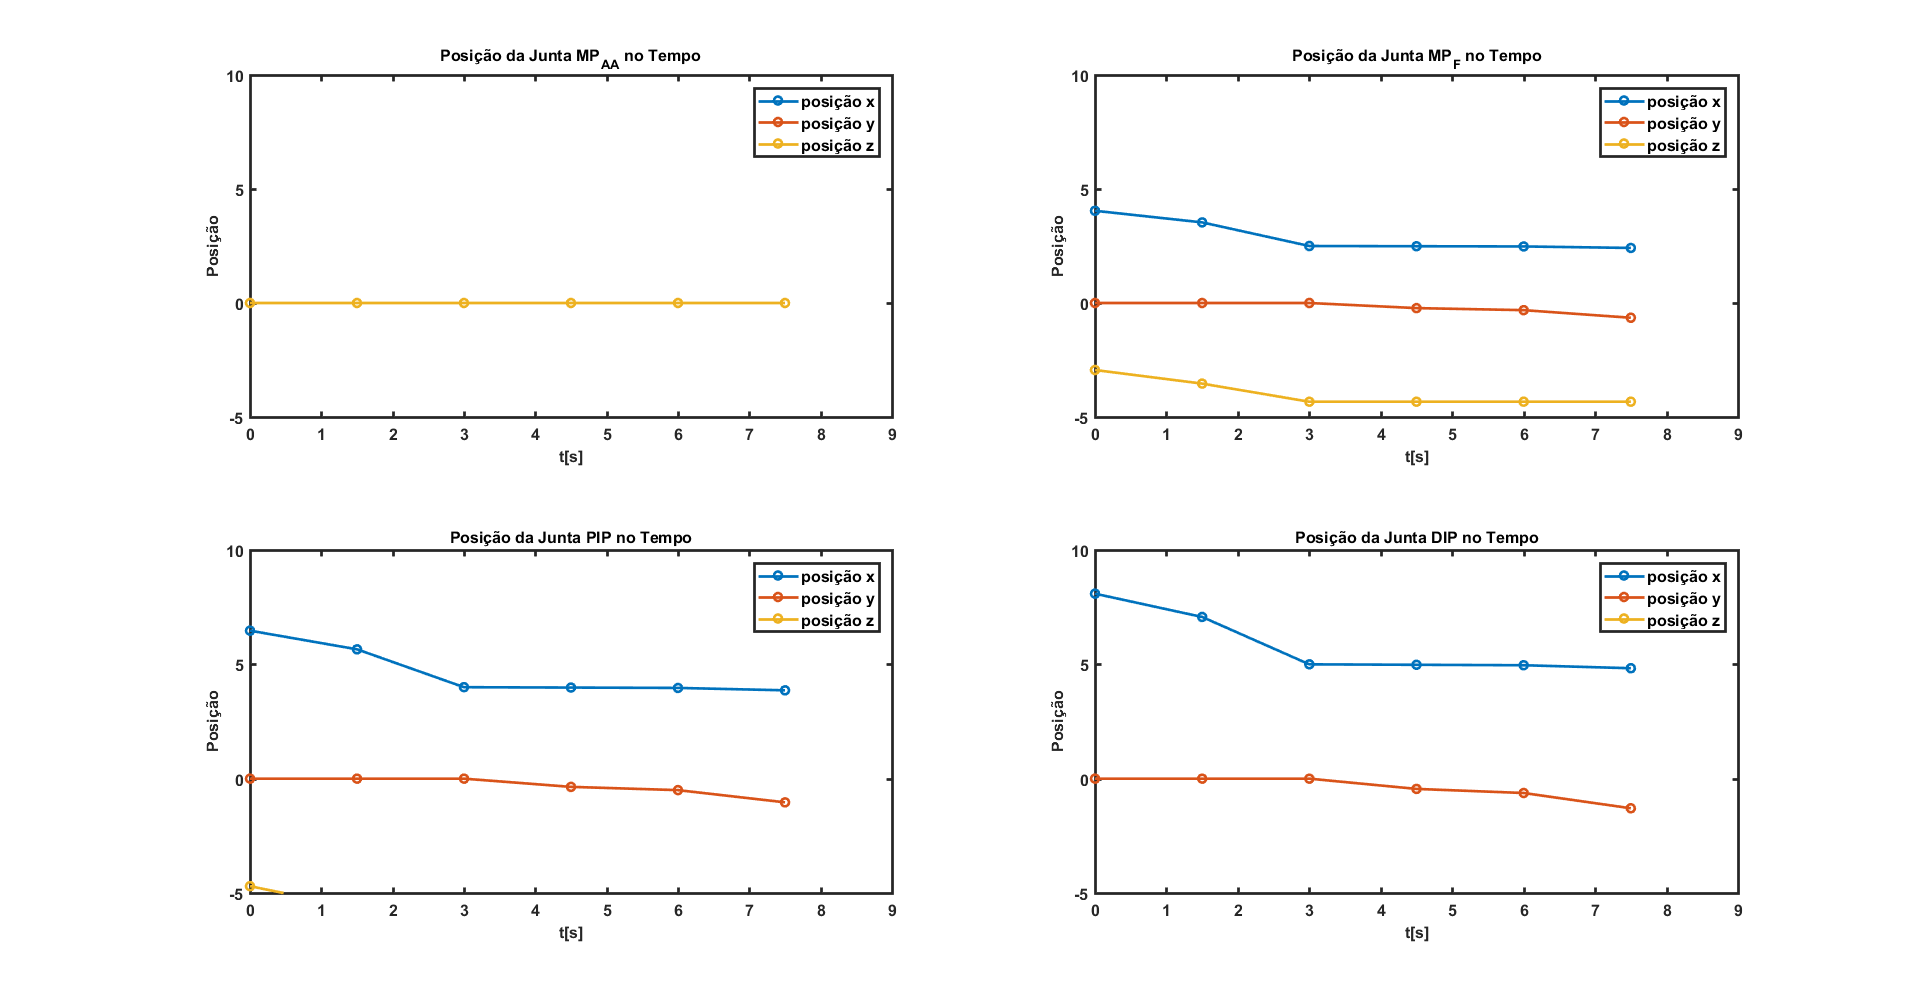 Posição da Junta MP_AA no Tempo
10
5
0
-5
Posição
posição x
posição y
posição z
0 1 2 3 4 5 6 7 8 9
t[s]
Posição da Junta MP_F no Tempo
10
5
0
-5
Posição
posição x
posição y
posição z
0 1 2 3 4 5 6 7 8 9
t[s]
Posição da Junta PIP no Tempo
10
5
0
-5
Posição
posição x
posição y
posição z
0 1 2 3 4 5 6 7 8 9
t[s]
Posição da Junta DIP no Tempo
10
5
0
-5
Posição
posição x
posição y
posição z
0 1 2 3 4 5 6 7 8 9
t[s]